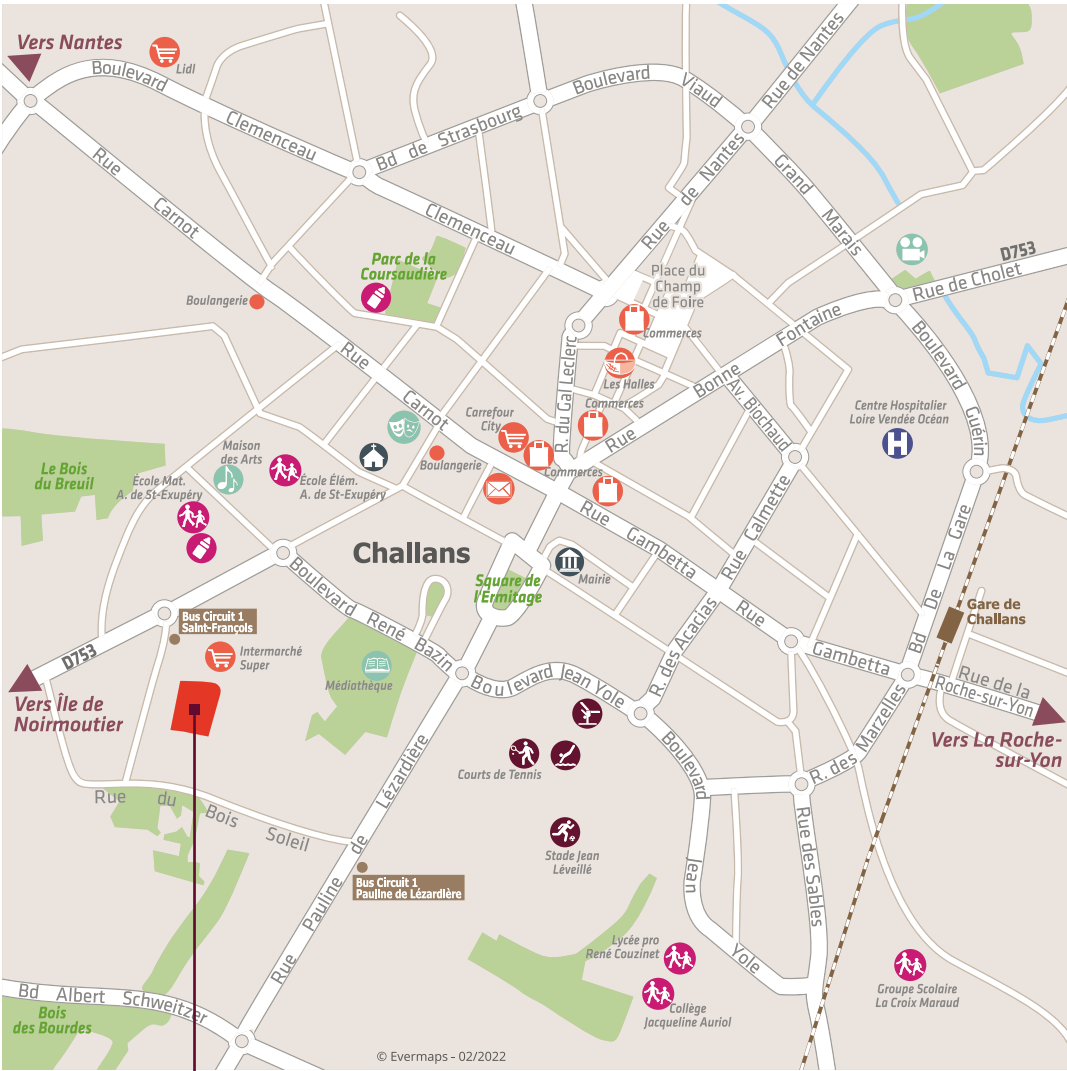 Vers Nantes
Lidl
Boulevard
Clemenceau
Bd de Strasbourg
Boulevard
Viaud
Rue de Nantes
Rue
Carnot
Clemenceau
Rue de Nantes
Grand
Marais
D753
Rue de Cholet
Parc de la
Coursaudière
Place du
Champ
de Foire
Boulangerie
Commerces
Fontaine
Boulevard
Guérin
Rue
Carnot
R. du Gal Leclerc
Les Halles
Bonne
Rue
Av. Biochaud
Commerces
Carrefour
City
Centre Hospitalier
Loire Vendée Océan
H
Le Bois
du Breuil
Maison
des Arts
École Mat.
A. de St-Exupéry
École Élém.
A. de St-Exupéry
Boulangerie
Commerces
Rue
Gambetta
Rue Calmette
Challans
Mairie
Square de
l'Ermitage
Boulevard René Bazin
Bus Circuit 1
Saint-François
Intermarché
Super
Médiathèque
D753
Vers Île de
Noirmoutier
Rue
Gambetta
R. des Acacias
Bd De La Gare
Gare de
Challans
Rue de la
Roche-sur-Yon
Vers La Roche-
sur-Yon
Boulevard Jean Yole
R. des Marzelles
Courts de Tennis
Boulevard
Jean
Yole
Stade Jean
Léveillé
Rue du Bois Soleil
Rue Pauline de Lézardière
Bus Circuit 1
Pauline de Lézardière
Rue des Sables
Lycée pro
René Couzinet
Collège
Jacqueline Auriol
Groupe Scolaire
La Croix Maraud
Bd Albert Schweitzer
Bois
des Bourdes
© Evermaps - 02/2022